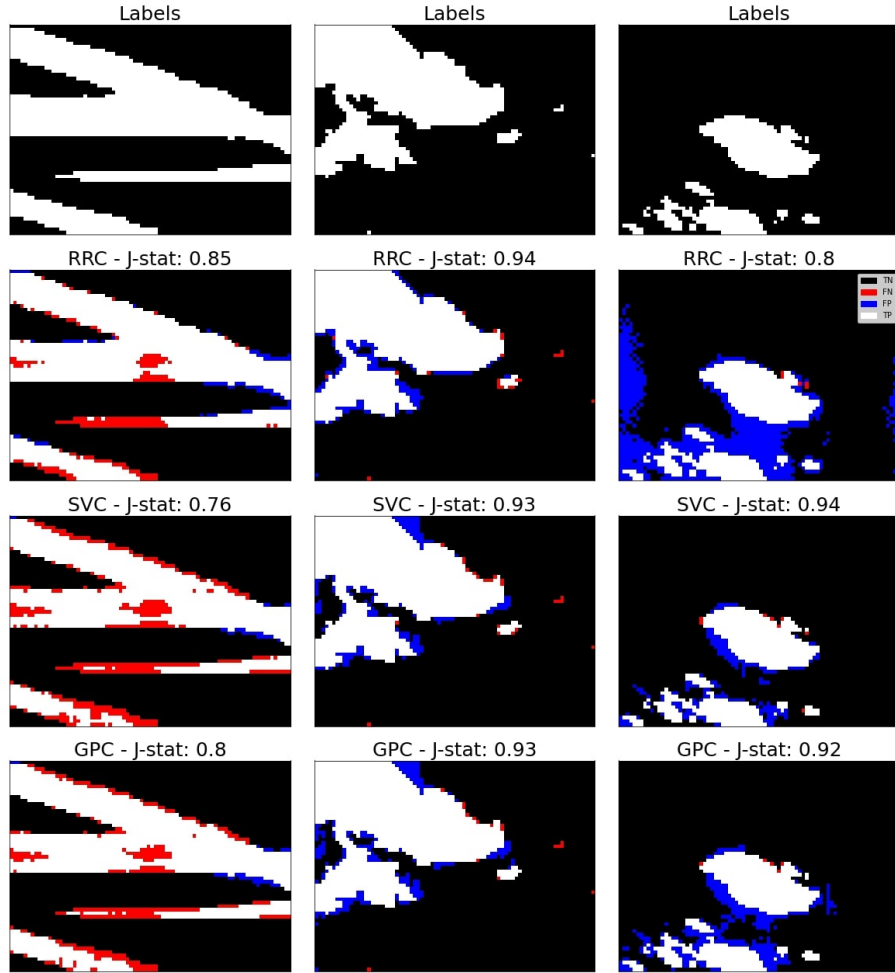 Labels
Labels
Labels
RRC - J-stat: 0.85
RRC - J-stat: 0.94
RRC - J-stat: 0.8
TN
FN
FP
TP
SVC - J-stat: 0.76
SVC - J-stat: 0.93
SVC - J-stat: 0.94
GPC - J-stat: 0.8
GPC - J-stat: 0.93
GPC - J-stat: 0.92